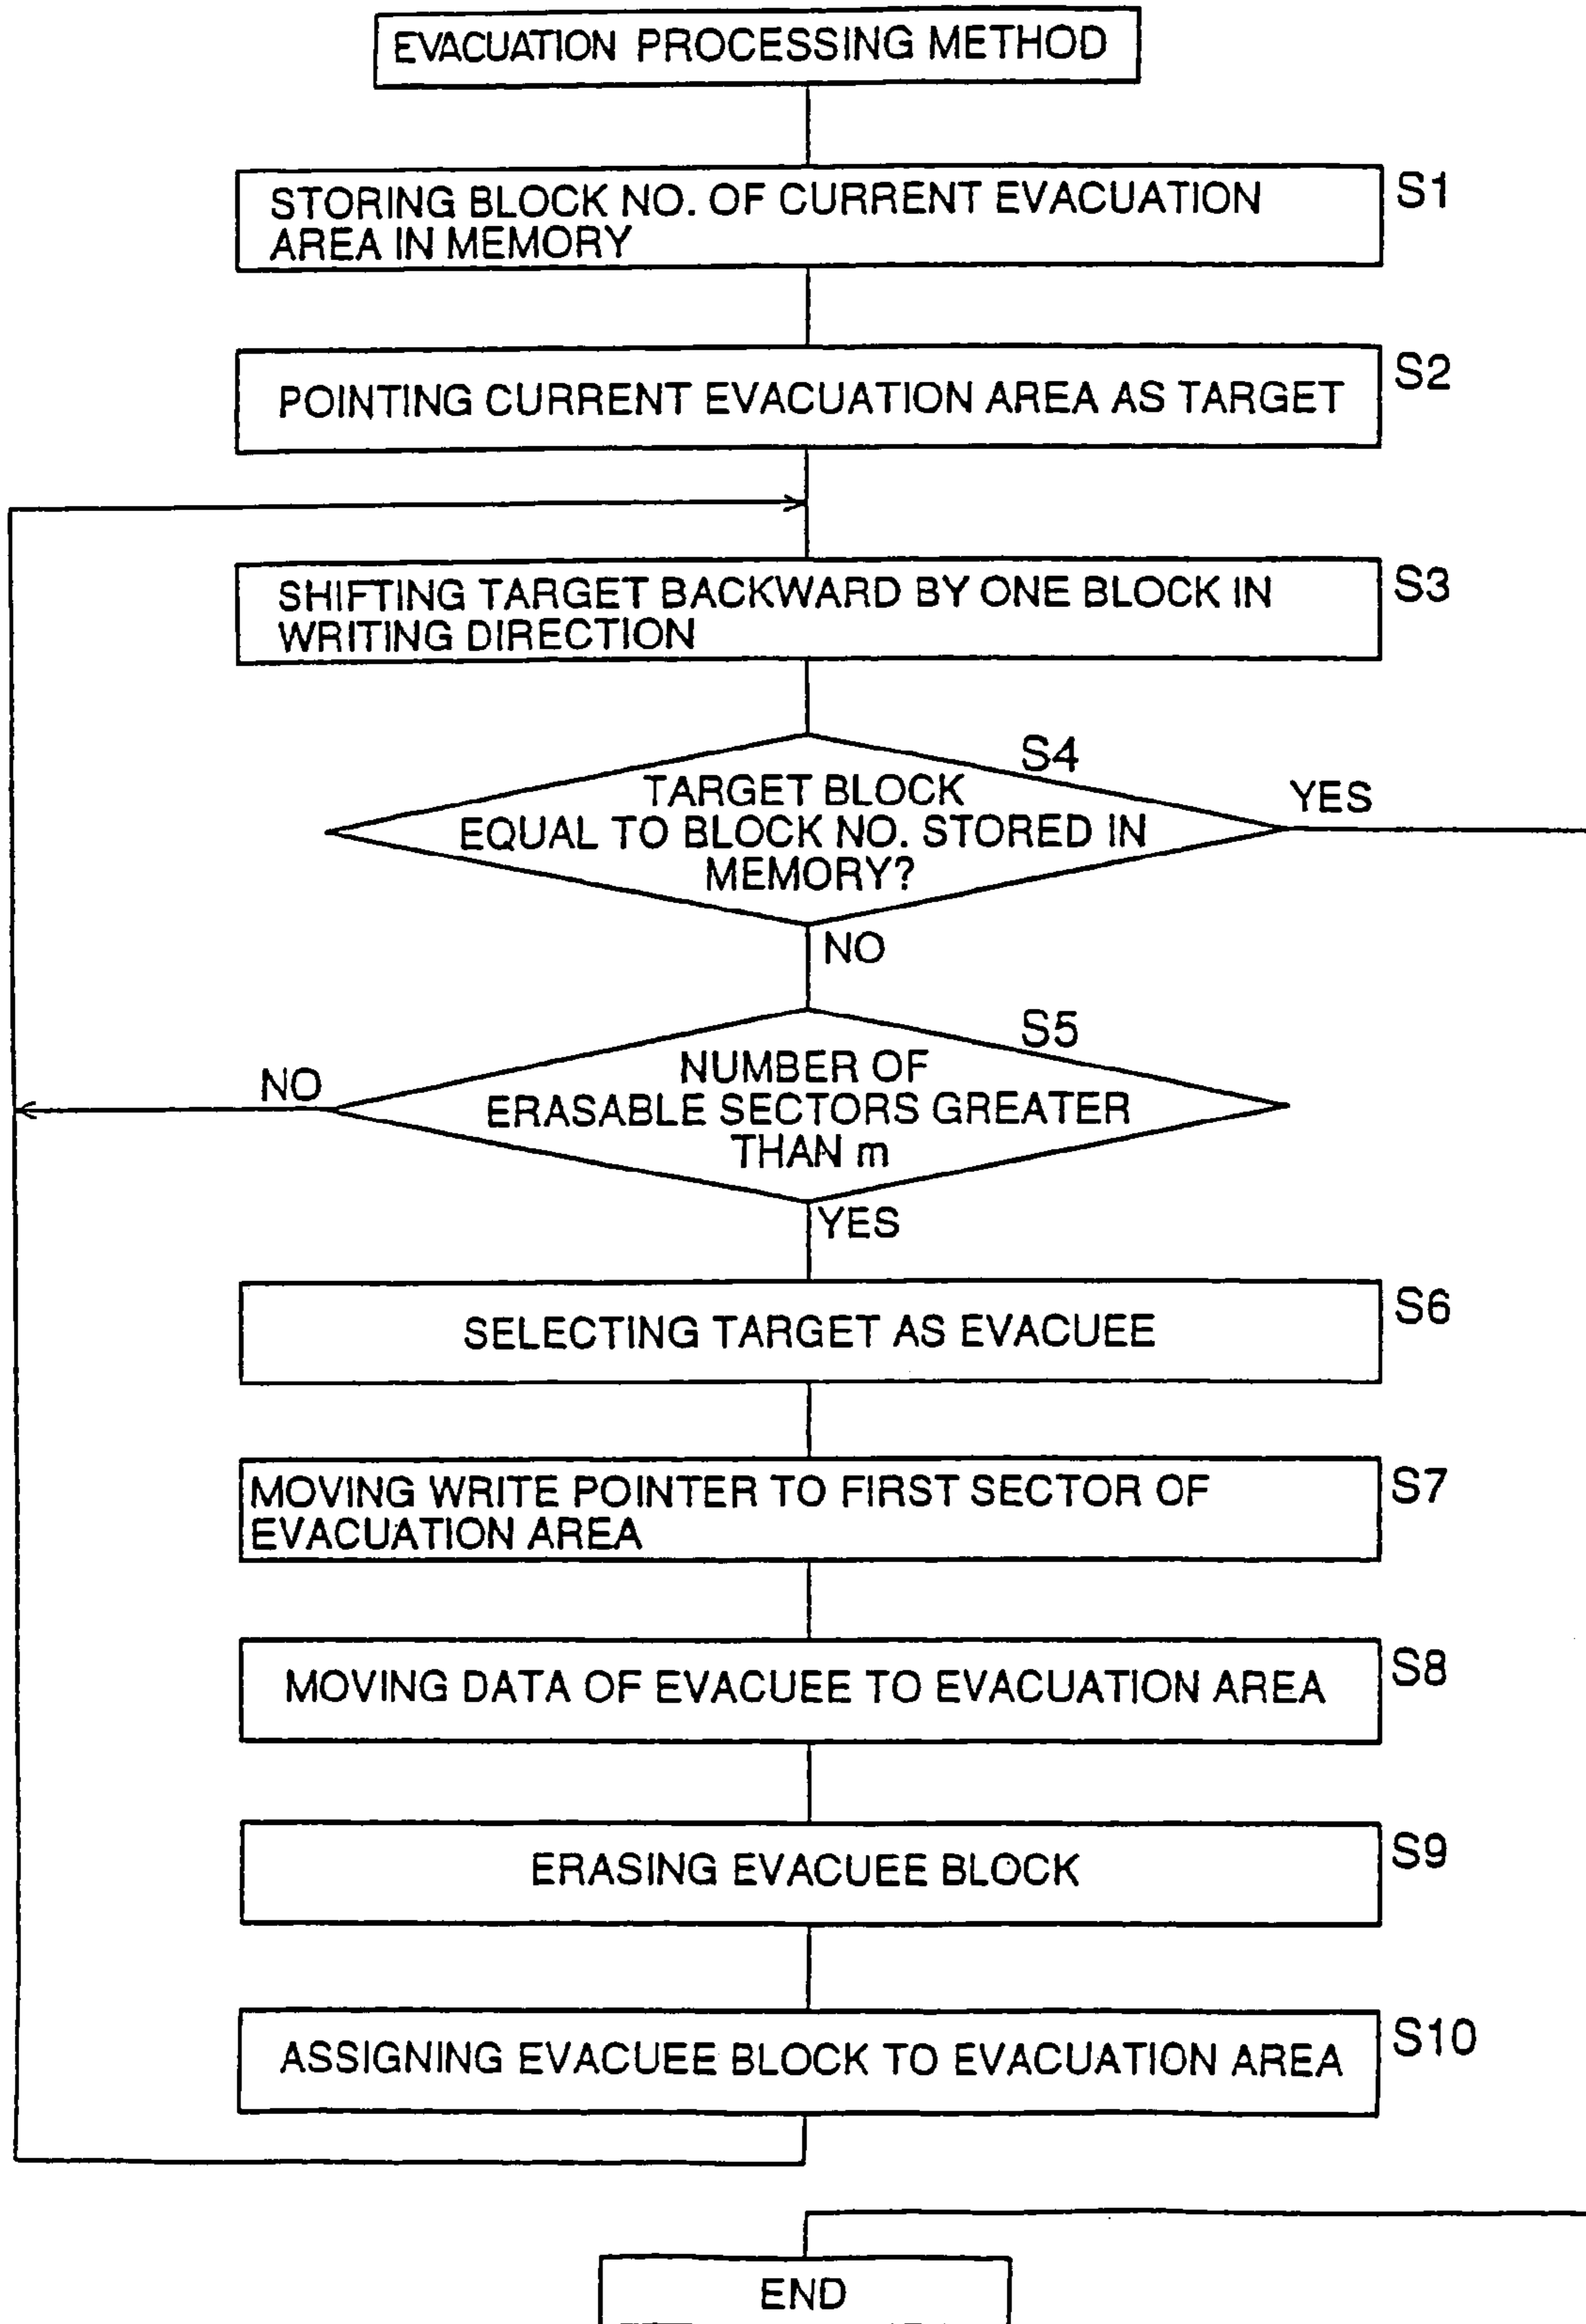 EVACUATION PROCESSING METHOD
STORING BLOCK NO. OF CURRENT EVACUATION
AREA IN MEMORY
S1
POINTING CURRENT EVACUATION AREA AS TARGET
S2
SHIFTING TARGET BACKWARD BY ONE BLOCK IN
WRITING DIRECTION
S3
S4
TARGET BLOCK
EQUAL TO BLOCK NO. STORED IN
MEMORY?
YES
NO
S5
NUMBER OF
ERASABLE SECTORS GREATER
THAN m
NO
YES
SELECTING TARGET AS EVACUEE
S6
MOVING WRITE POINTER TO FIRST SECTOR OF
EVACUATION AREA
S7
MOVING DATA OF EVACUEE TO EVACUATION AREA
S8
ERASING EVACUEE BLOCK
S9
ASSIGNING EVACUEE BLOCK TO EVACUATION AREA
S10
END